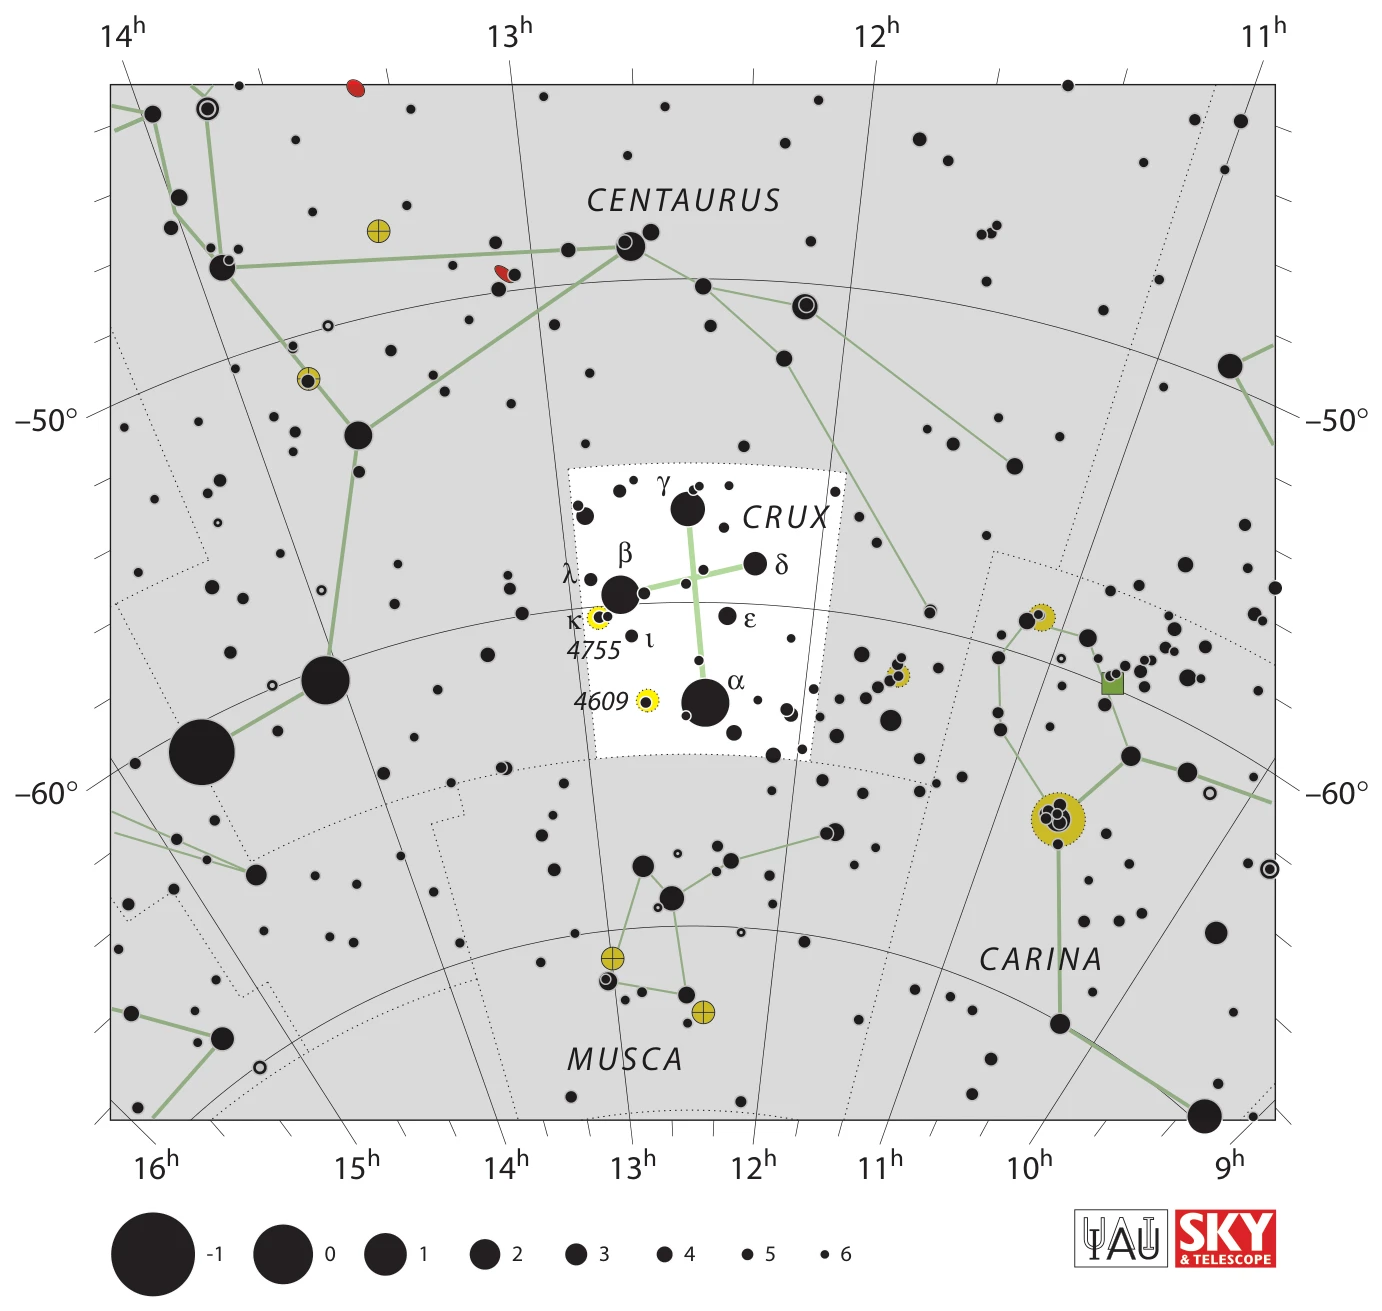 14h 13h 12h 11h
CENTAURUS
–50° –50°
γ
CRUX
β
λ δ
κ ε
4755 ι
4609 α
–60° –60°
CARINA
MUSCA
16h 15h 14h 13h 12h 11h 10h 9h
-1 0 1 2 3 4 5 6
IAU
SKY
& TELESCOPE